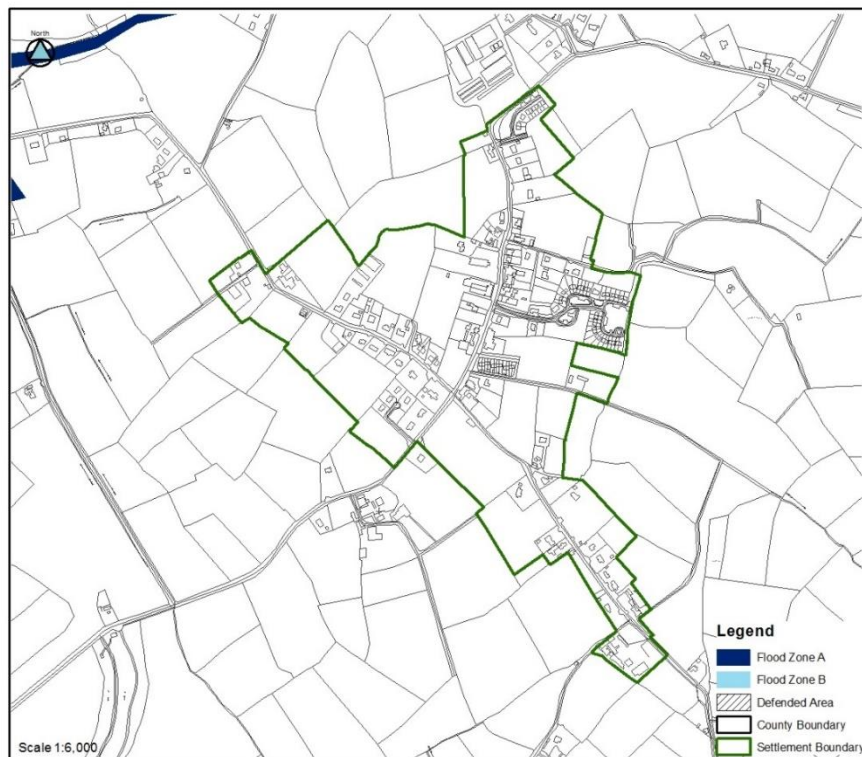 North
Legend
Flood Zone A
Flood Zone B
Defended Area
County Boundary
Settlement Boundary
Scale 1:6,000